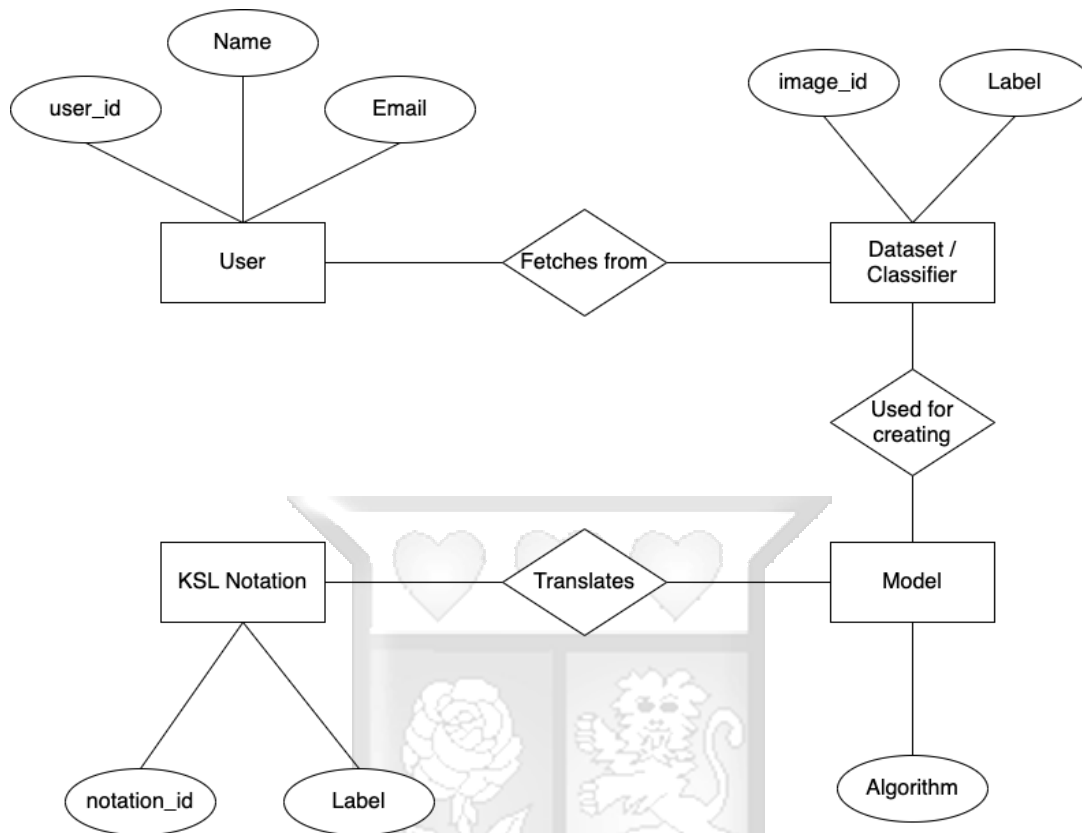 Name
user_id
Email
image_id
Label
User
Fetches from
Dataset /
Classifier
Used for
creating
KSL Notation
Translates
Model
notation_id
Label
Algorithm